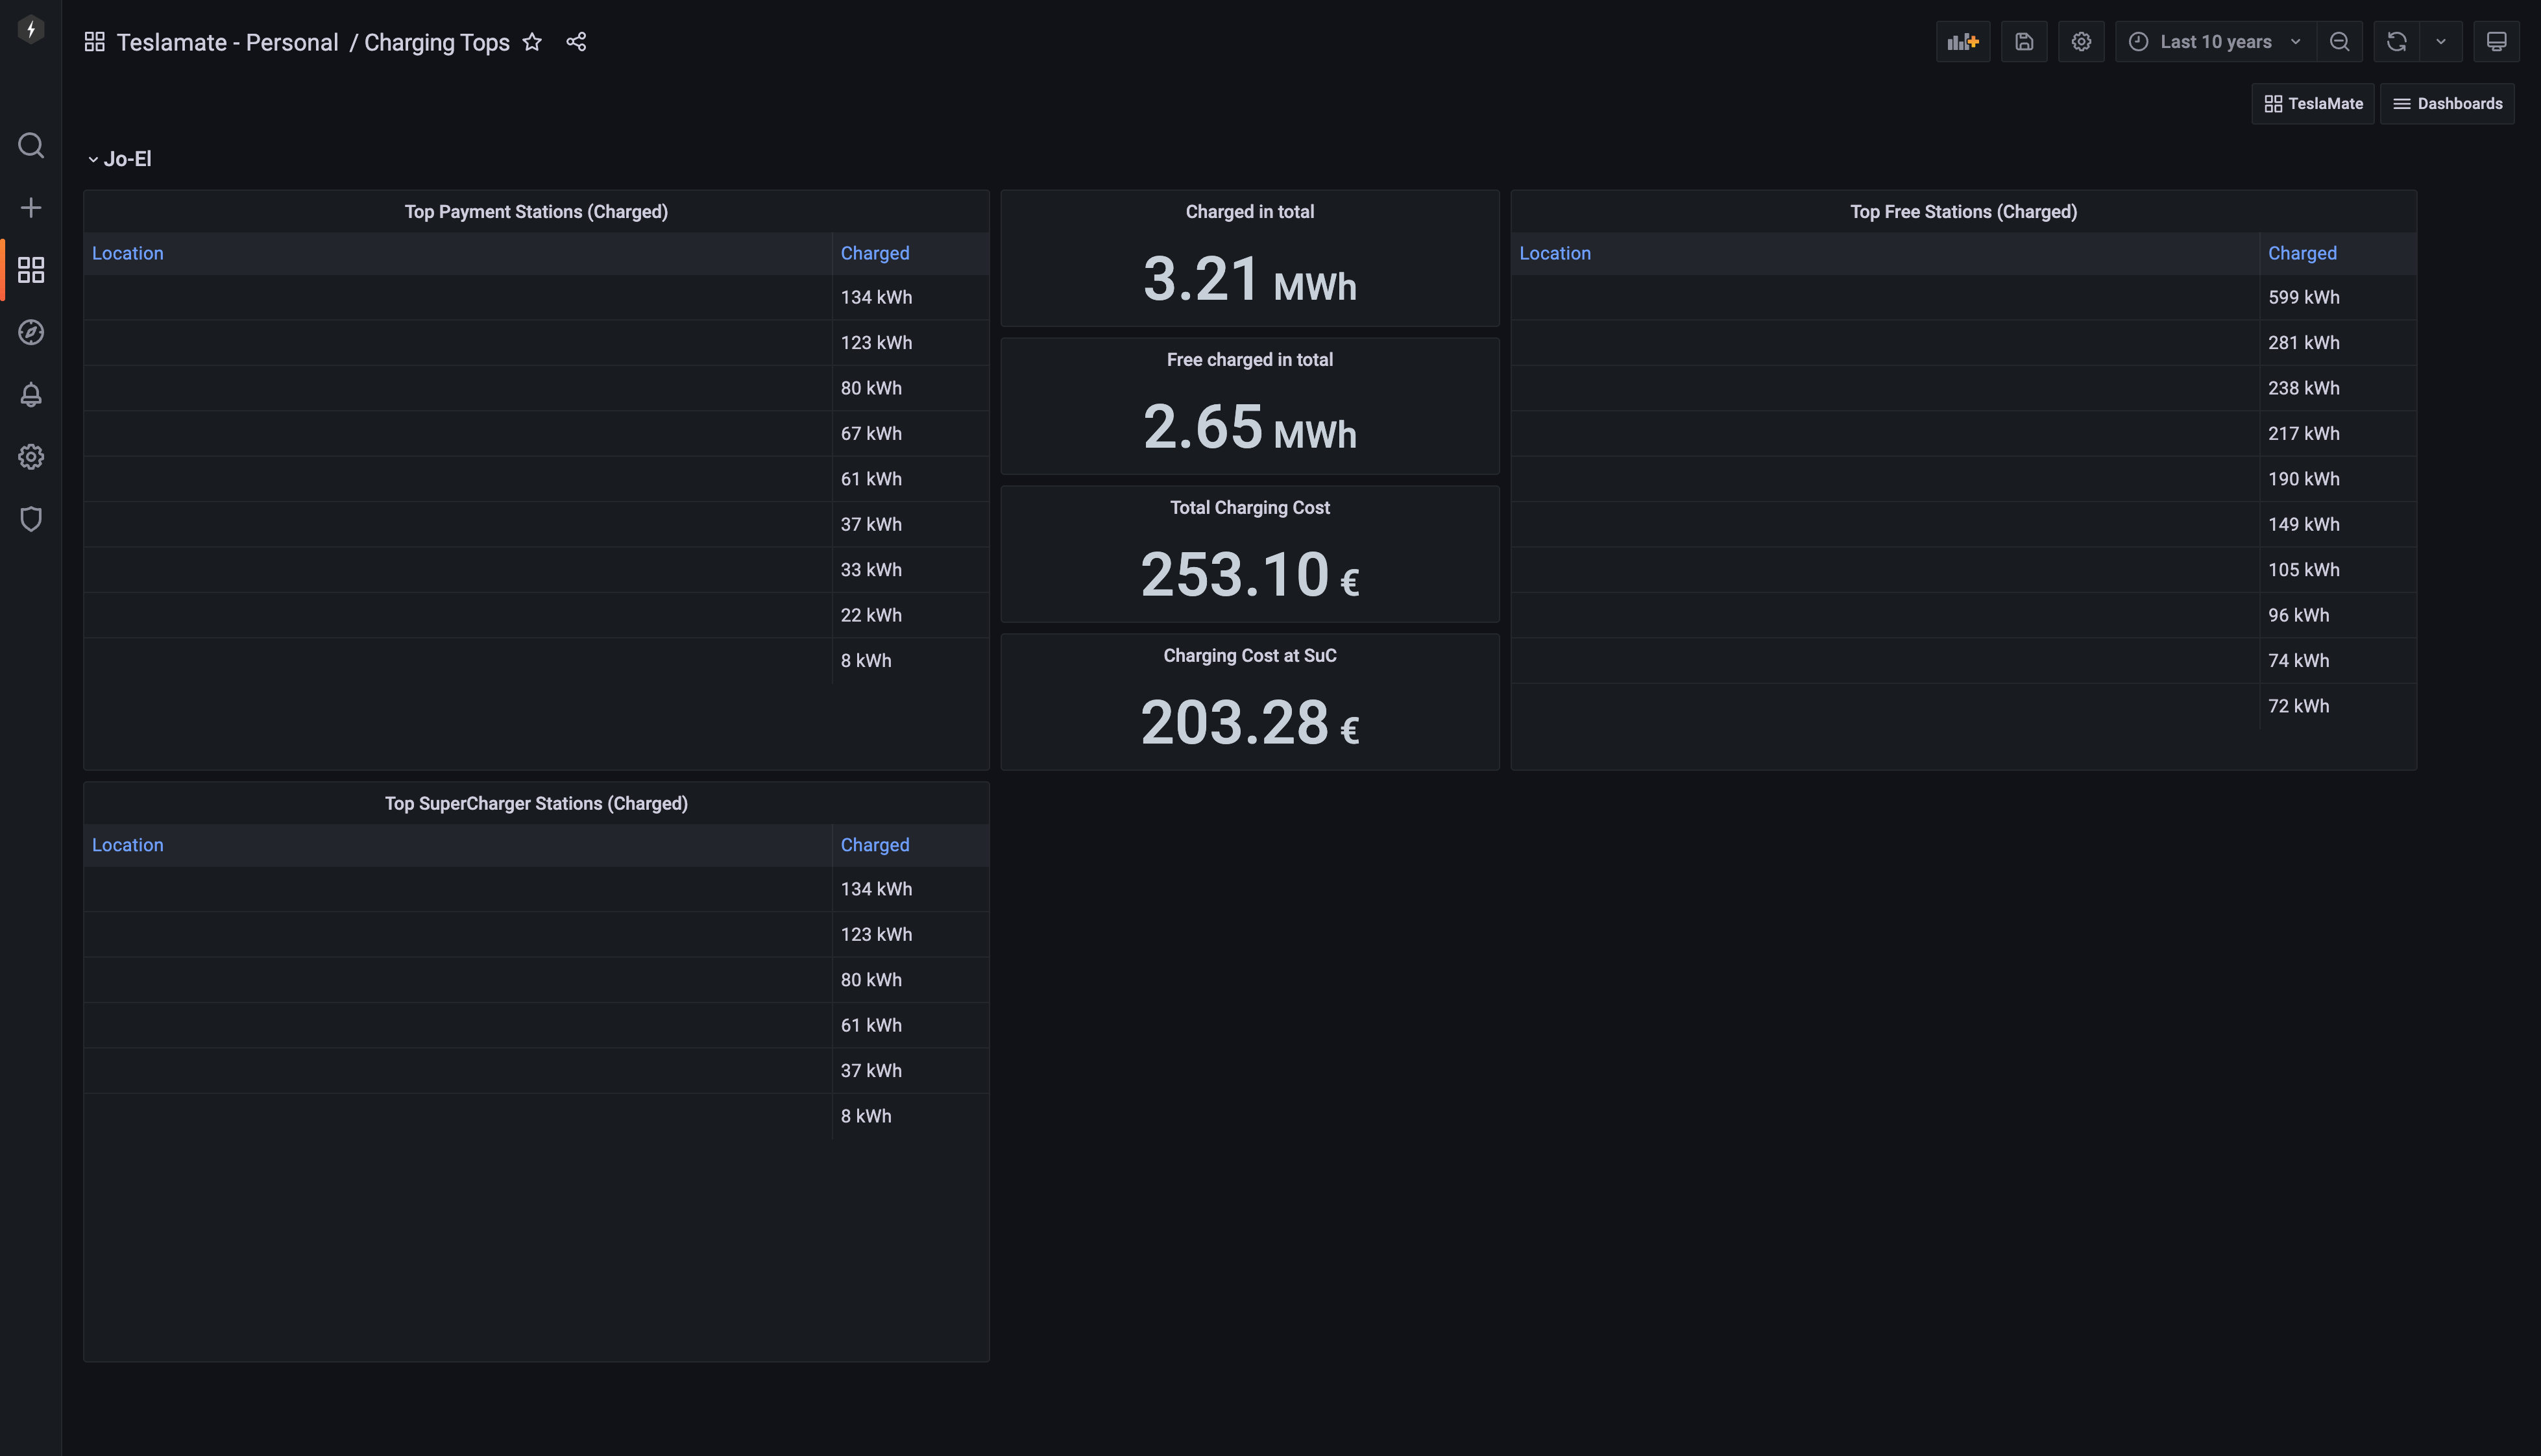 Teslamate - Personal / Charging Tops
Last 10 years
TeslaMate
Dashboards
Jo-El
Top Payment Stations (Charged)
Location Charged
134 kWh
123 kWh
80 kWh
67 kWh
61 kWh
37 kWh
33 kWh
22 kWh
8 kWh
Charged in total
3.21 MWh
Free charged in total
2.65 MWh
Total Charging Cost
253.10 €
Charging Cost at SuC
203.28 €
Top Free Stations (Charged)
Location Charged
599 kWh
281 kWh
238 kWh
217 kWh
190 kWh
149 kWh
105 kWh
96 kWh
74 kWh
72 kWh
Top SuperCharger Stations (Charged)
Location Charged
134 kWh
123 kWh
80 kWh
61 kWh
37 kWh
8 kWh